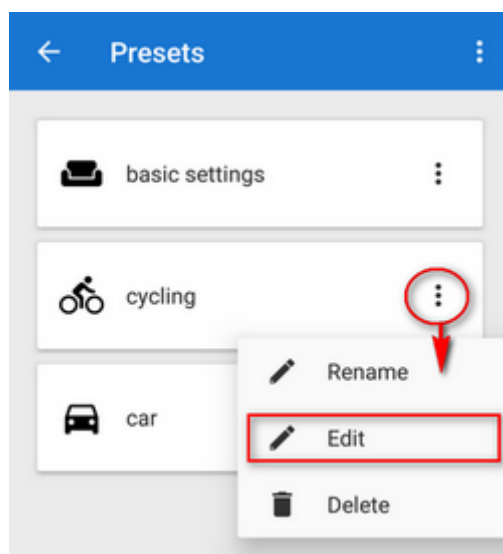 Presets
basic settings
cycling
car
Rename
Edit
Delete